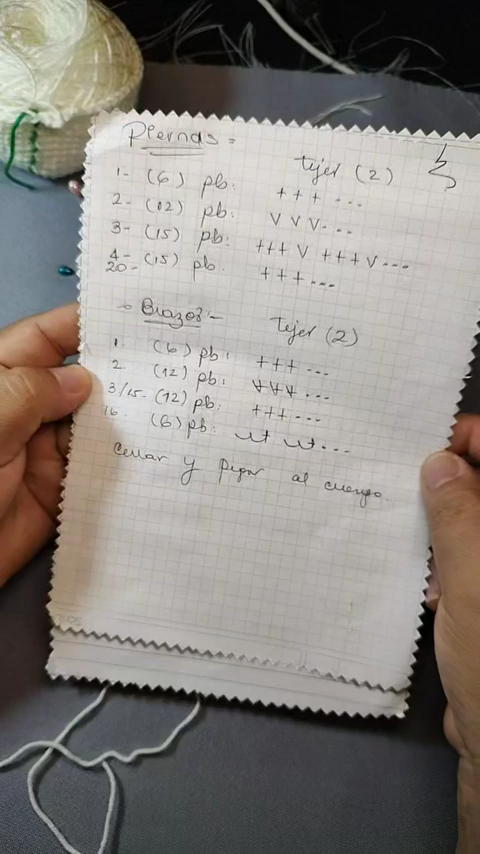 Piernas =
tejer (2)
1- (6) pb: + + + ...
2- (12) pb: V V V...
3- (15) pb: +++ V +++ V ...
4-20- (15) pb. +++...
- Brazos:- Tejer (2)
1. (6) pb: +++ ...
2 (12) pb: VVV ...
3/15- (12) pb: +++ ...
16. (6) pb:
cerrar y pegar al cuerpo.